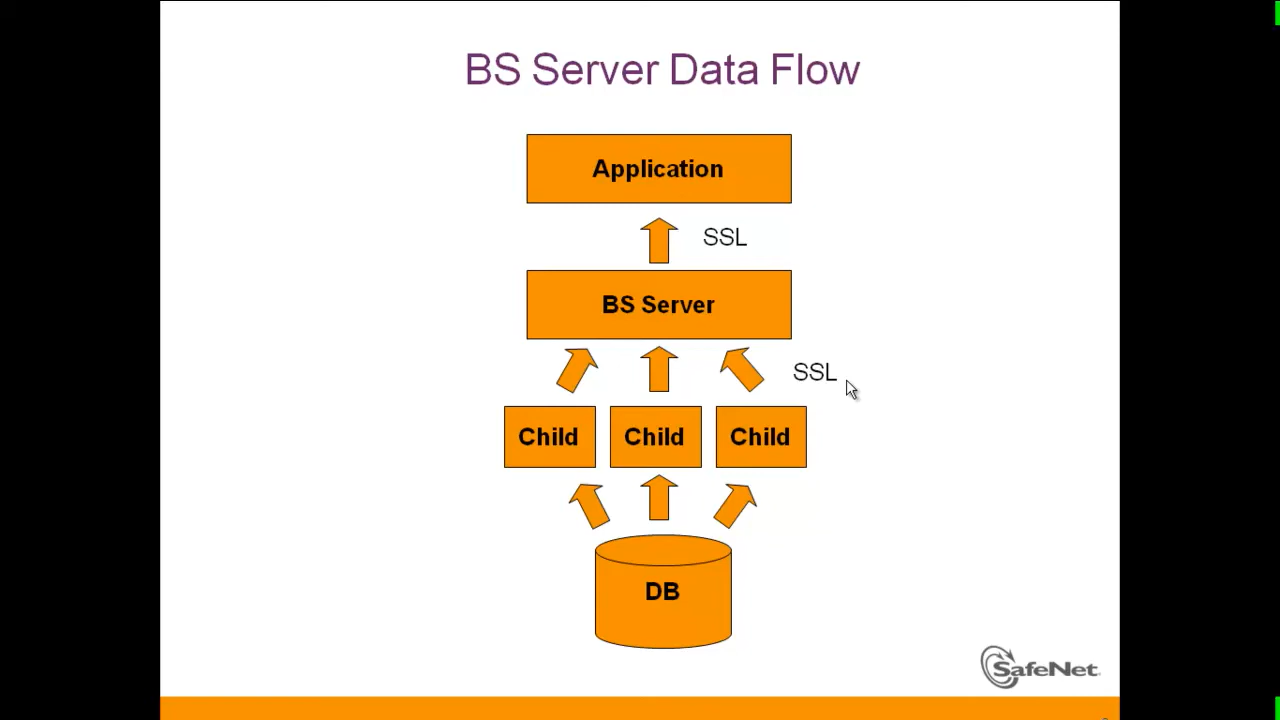 BS Server Data Flow
Application
SSL
BS Server
SSL
Child Child Child
DB
SafeNet